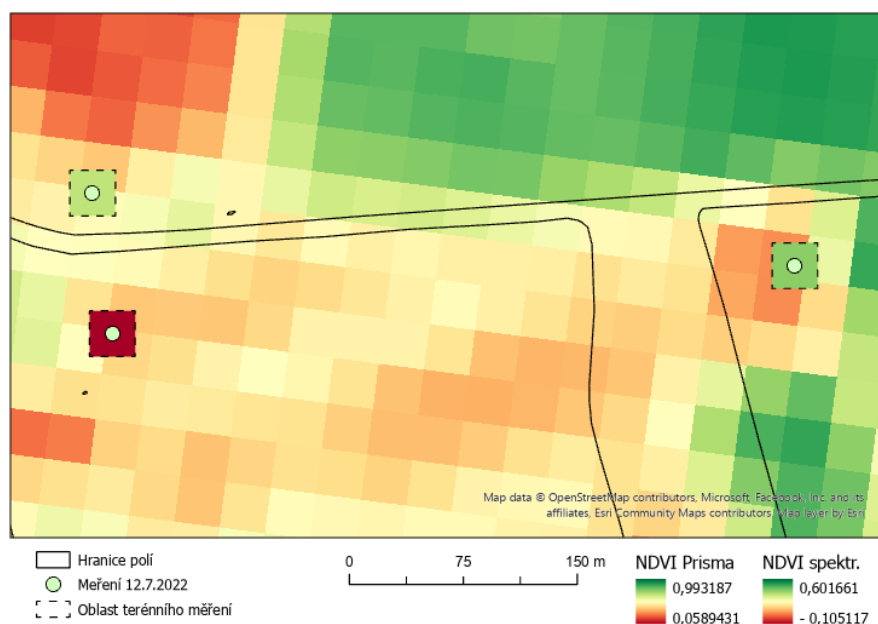 Map data © OpenStreetMap contributors, Microsoft, Facebook, Inc. and its
affiliates, Esri Community Maps contributors, Map layer by Esri
Hranice polí
Meření 12.7.2022
Oblast terénního měření
0 75 150 m
NDVI Prisma
0,993187
0.0589431
NDVI spektr.
0,601661
- 0,105117